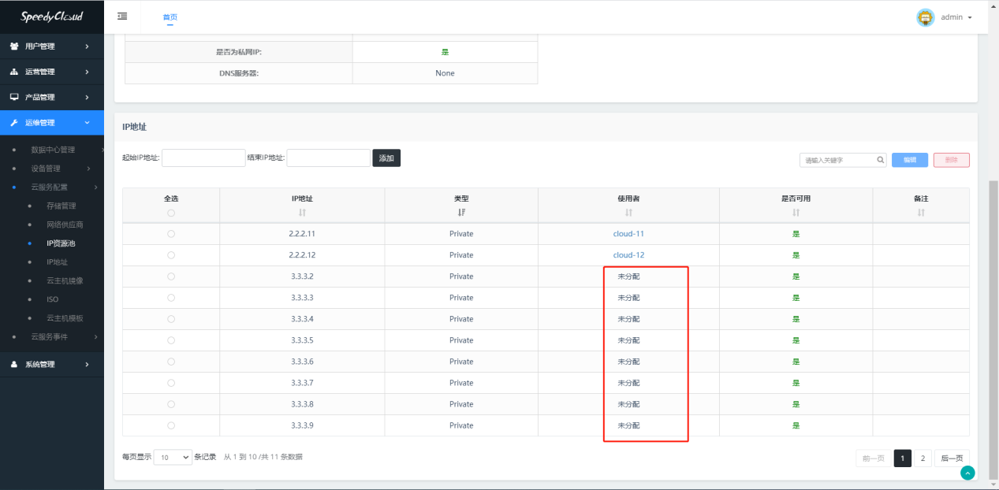 SpeedyCloud
首页
admin
用户管理
运营管理
产品管理
运维管理
数据中心管理
设备管理
云服务配置
存储管理
网络供应商
IP资源池
IP地址
云主机镜像
ISO
云主机模板
云服务事件
系统管理
是否为私网IP: 是
DNS服务器: None
IP地址
起始IP地址: 结束IP地址: 添加 请输入关键字 编辑 删除
全选 IP地址 类型 使用者 是否可用 备注
2.2.2.11 Private cloud-11 是
2.2.2.12 Private cloud-12 是
3.3.3.2 Private 未分配 是
3.3.3.3 Private 未分配 是
3.3.3.4 Private 未分配 是
3.3.3.5 Private 未分配 是
3.3.3.6 Private 未分配 是
3.3.3.7 Private 未分配 是
3.3.3.8 Private 未分配 是
3.3.3.9 Private 未分配 是
每页显示 10 条记录 从 1 到 10 /共 11 条数据 前一页 1 2 后一页